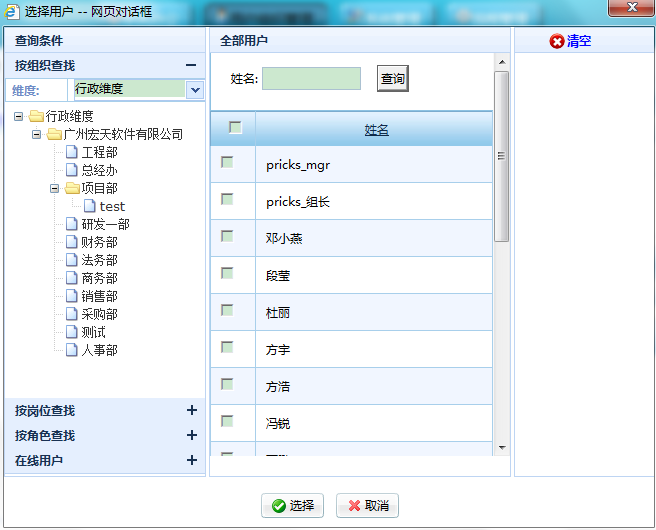 选择用户 -- 网页对话框
查询条件
按组织查找
维度: 行政维度
行政维度
广州宏天软件有限公司
工程部
总经办
项目部
test
研发一部
财务部
法务部
商务部
销售部
采购部
测试
人事部
按岗位查找
按角色查找
在线用户
全部用户
姓名: 查询
姓名
pricks_mgr
pricks_组长
邓小燕
段莹
杜丽
方宇
方浩
冯锐
清空
选择 取消